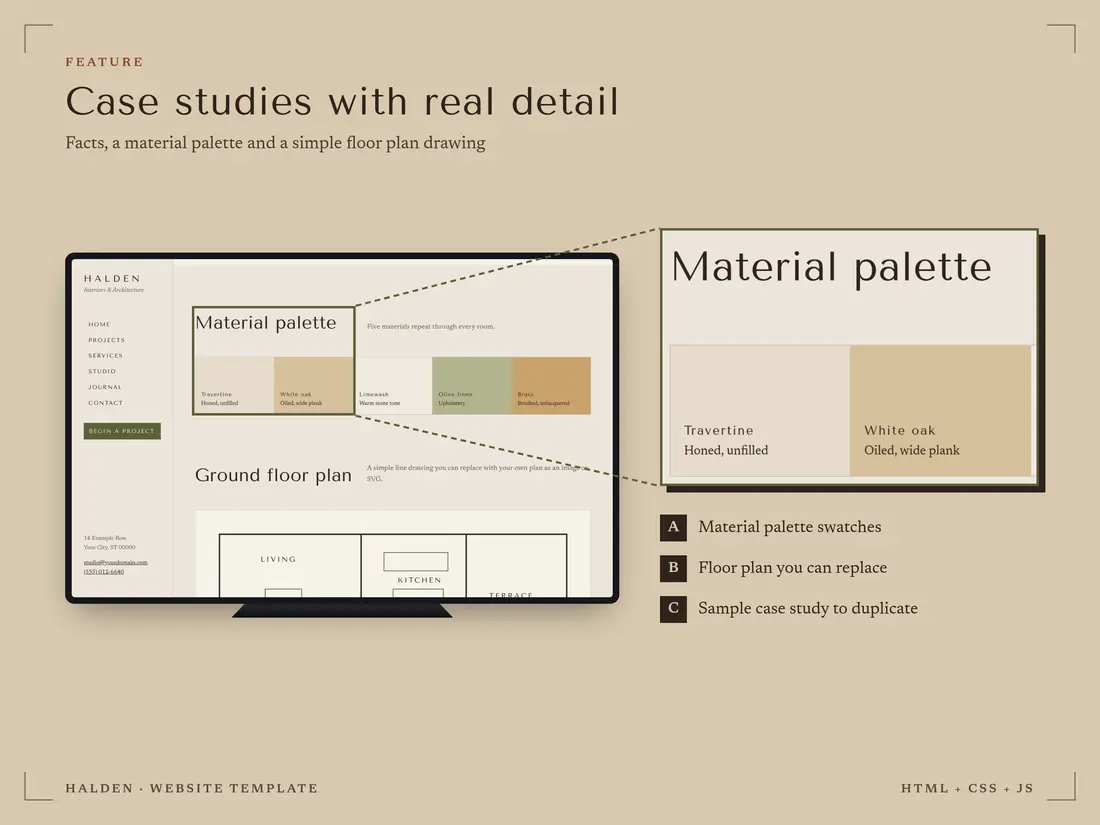 FEATURE
Case studies with real detail
Facts, a material palette and a simple floor plan drawing
HALDEN
Interiors & Architecture
HOME
PROJECTS
SERVICES
STUDIO
JOURNAL
CONTACT
BEGIN A PROJECT
14 Example Row
Your City, ST 00000
studio@yourdomain.com
(555) 012-6640
Material palette
Five materials repeat through every room.
Travertine
Honed, unfilled
White oak
Oiled, wide plank
Limewash
Warm stone tone
Olive linen
Upholstery
Brass
Brushed, unlacquered
Ground floor plan
A simple line drawing you can replace with your own plan as an image or
SVG.
LIVING
KITCHEN
TERRACE
Material palette
Travertine
Honed, unfilled
White oak
Oiled, wide plank
A Material palette swatches
B Floor plan you can replace
C Sample case study to duplicate
HALDEN · WEBSITE TEMPLATE
HTML + CSS + JS